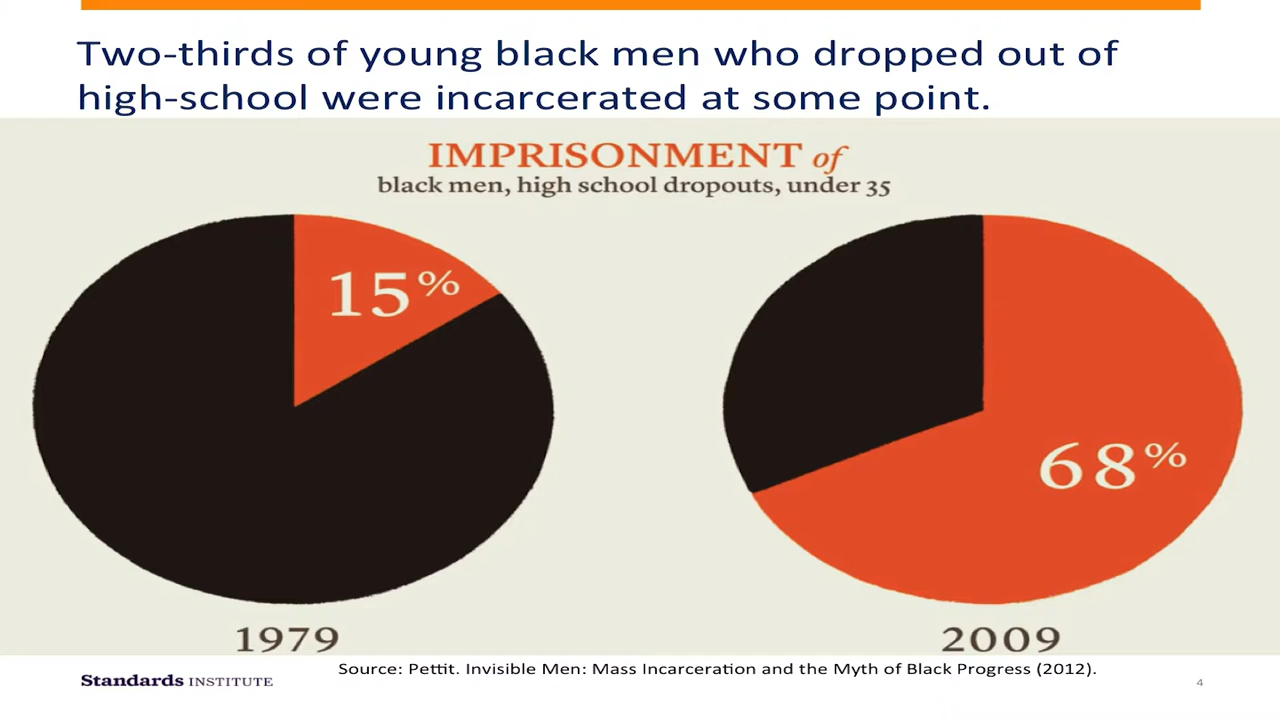 Two-thirds of young black men who dropped out of
high-school were incarcerated at some point.
IMPRISONMENT of
black men, high school dropouts, under 35
15%
68%
1979
2009
Source: Pettit. Invisible Men: Mass Incarceration and the Myth of Black Progress (2012).
Standards INSTITUTE
4